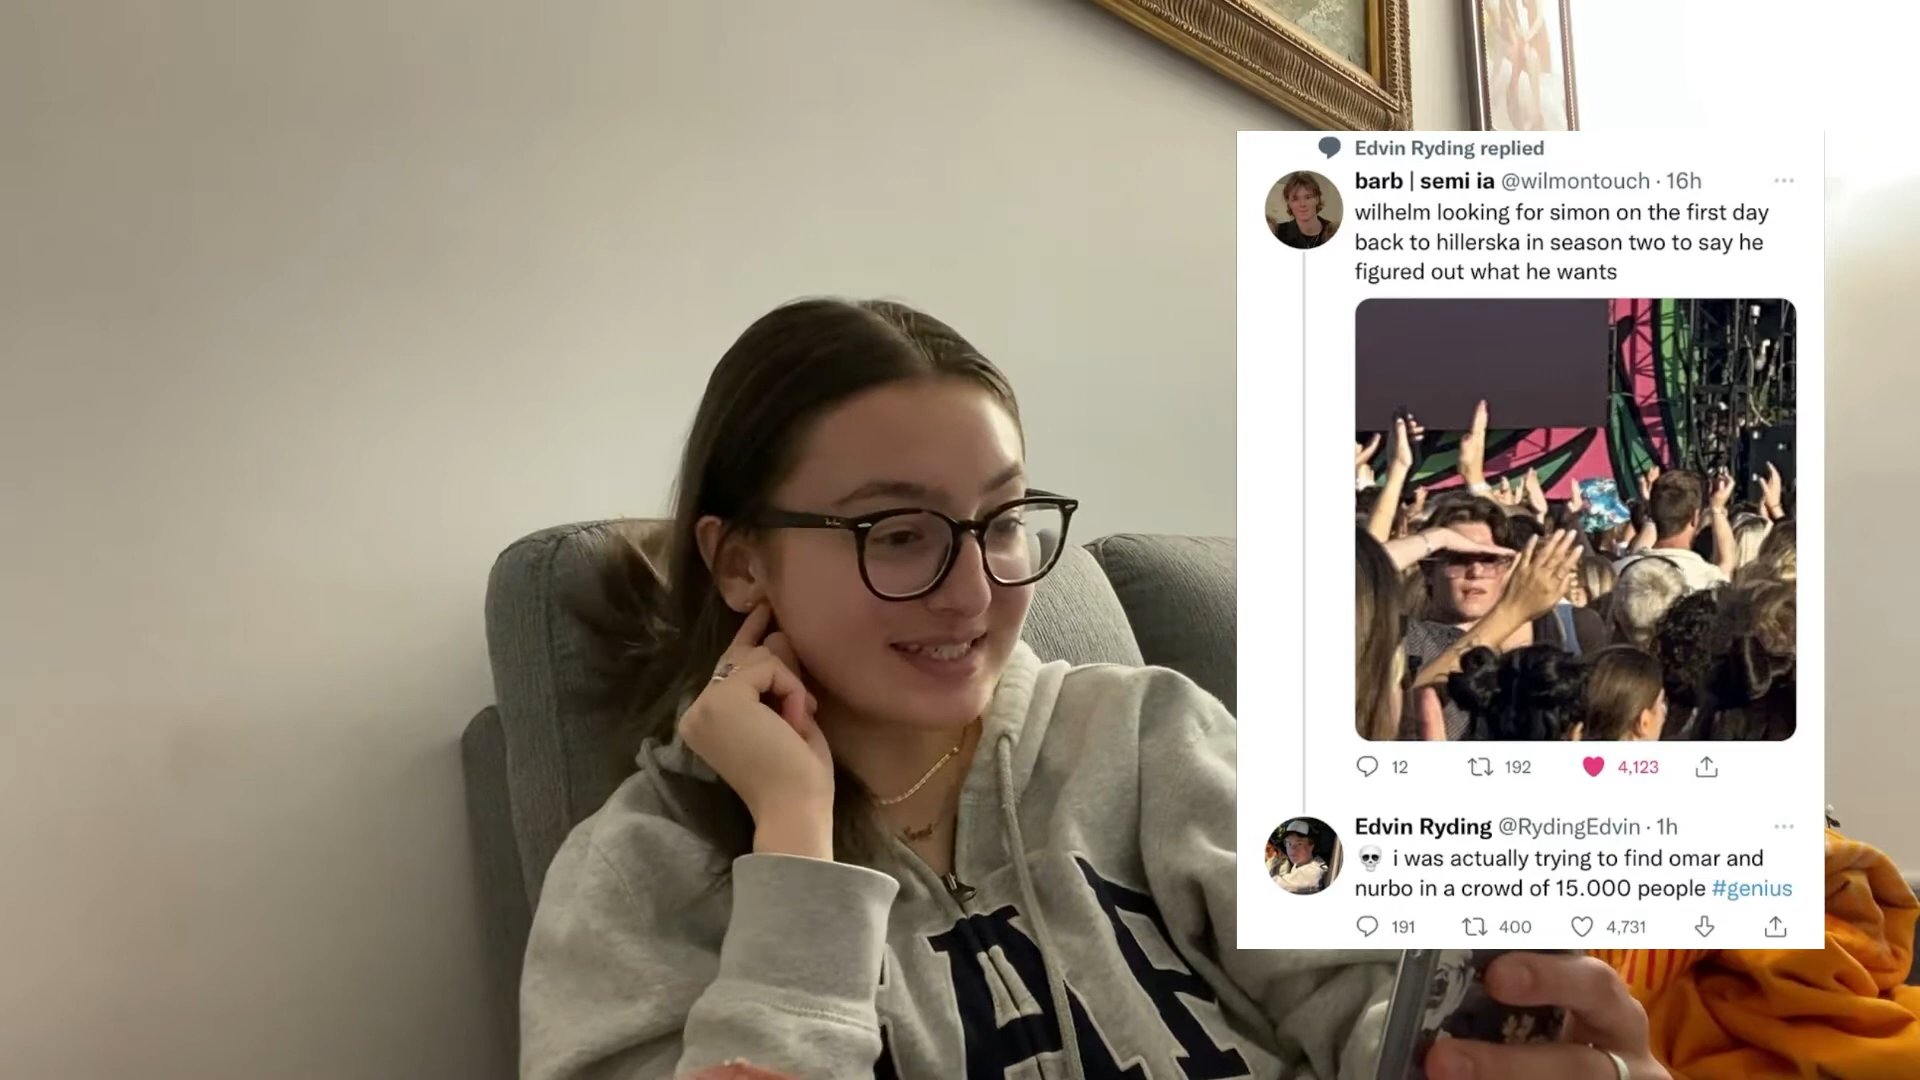 Edvin Ryding replied
barb | semi ia @wilmontouch · 16h
wilhelm looking for simon on the first day
back to hillerska in season two to say he
figured out what he wants
12 192 4,123
Edvin Ryding @RydingEdvin · 1h
💀 i was actually trying to find omar and
nurbo in a crowd of 15.000 people #genius
191 400 4,731